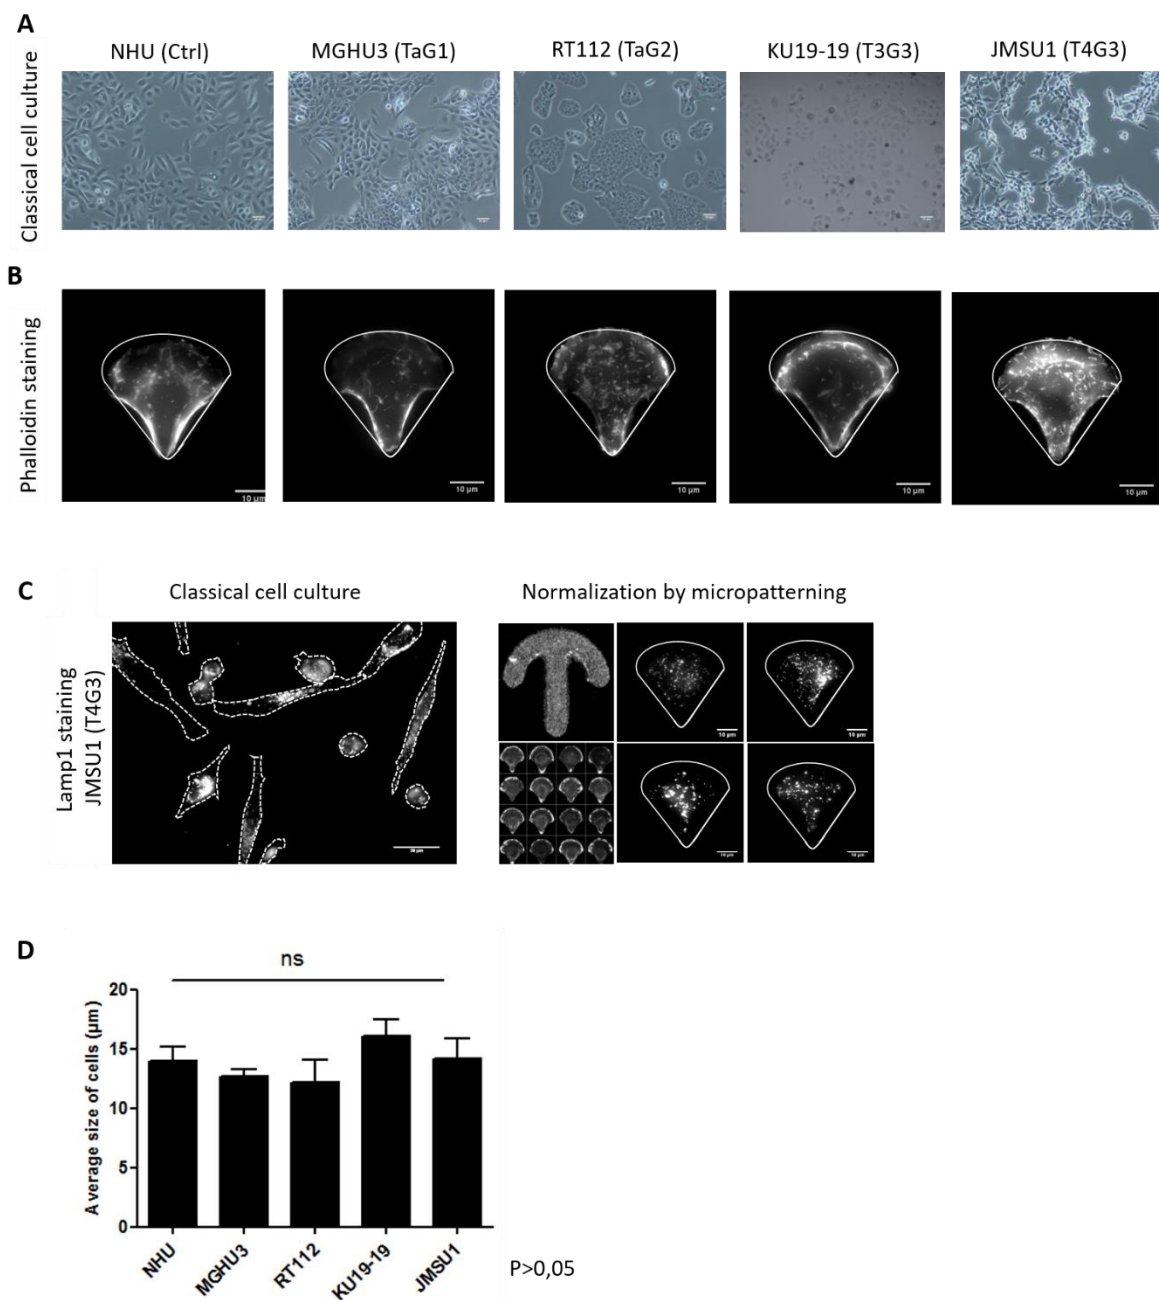 A
Classical cell culture
NHU (Ctrl)
MGHU3 (TaG1)
RT112 (TaG2)
KU19-19 (T3G3)
JMSU1 (T4G3)
B
Phalloidin staining
10 µm
10 µm
10 µm
10 µm
10 µm
C
Classical cell culture
Normalization by micropatterning
Lamp1 staining
JMSU1 (T4G3)
10 µm
10 µm
10 µm
10 µm
D
ns
Average size of cells (µm)
20
15
10
5
0
NHU
MGHU3
RT112
KU19-19
JMSU1
P>0,05